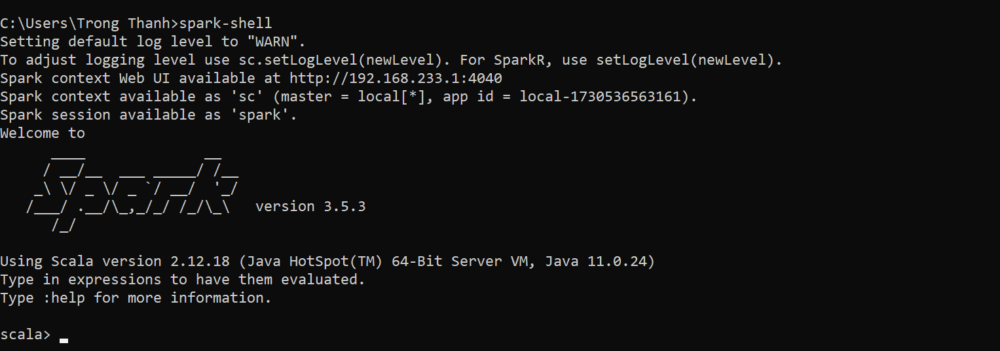 C:\Users\Trong Thanh>spark-shell
Setting default log level to "WARN".
To adjust logging level use sc.setLogLevel(newLevel). For SparkR, use setLogLevel(newLevel).
Spark context Web UI available at http://192.168.233.1:4040
Spark context available as 'sc' (master = local[*], app id = local-1730536563161).
Spark session available as 'spark'.
Welcome to
      ____              __
     / __/__  ___ _____/ /__
    _\ \/ _ \/ _ `/ __/  '_/
   /___/ .__/\_,_/_/ /_/\_\   version 3.5.3
      /_/
Using Scala version 2.12.18 (Java HotSpot(TM) 64-Bit Server VM, Java 11.0.24)
Type in expressions to have them evaluated.
Type :help for more information.
scala>